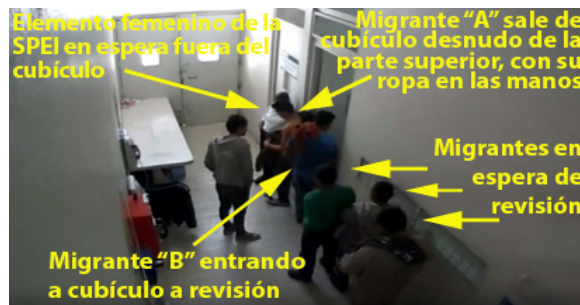 Elemento femenino de la
SPEI en espera fuera del
cubículo
Migrante “A” sale de
cubículo desnudo de la
parte superior, con su
ropa en las manos
Migrantes en
espera de
revisión
Migrante “B” entrando
a cubículo a revisión